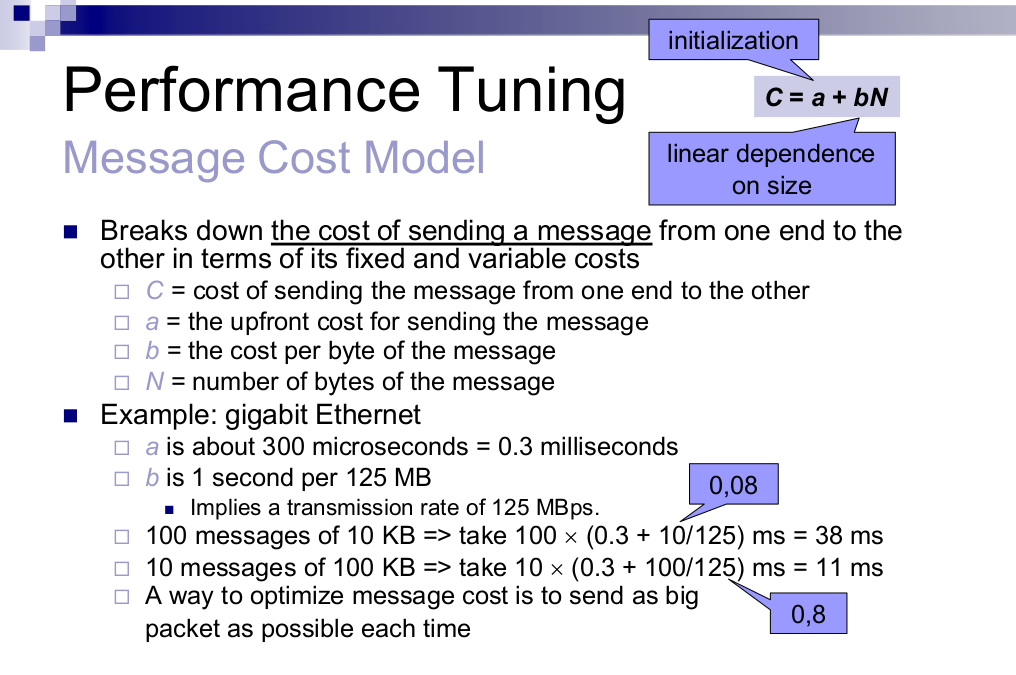 initialization
Performance Tuning
C = a + bN
Message Cost Model
linear dependence
on size
Breaks down the cost of sending a message from one end to the
other in terms of its fixed and variable costs
C = cost of sending the message from one end to the other
a = the upfront cost for sending the message
b = the cost per byte of the message
N = number of bytes of the message
Example: gigabit Ethernet
a is about 300 microseconds = 0.3 milliseconds
b is 1 second per 125 MB
0,08
Implies a transmission rate of 125 MBps.
100 messages of 10 KB => take 100 × (0.3 + 10/125) ms = 38 ms
10 messages of 100 KB => take 10 × (0.3 + 100/125) ms = 11 ms
A way to optimize message cost is to send as big
packet as possible each time
0,8